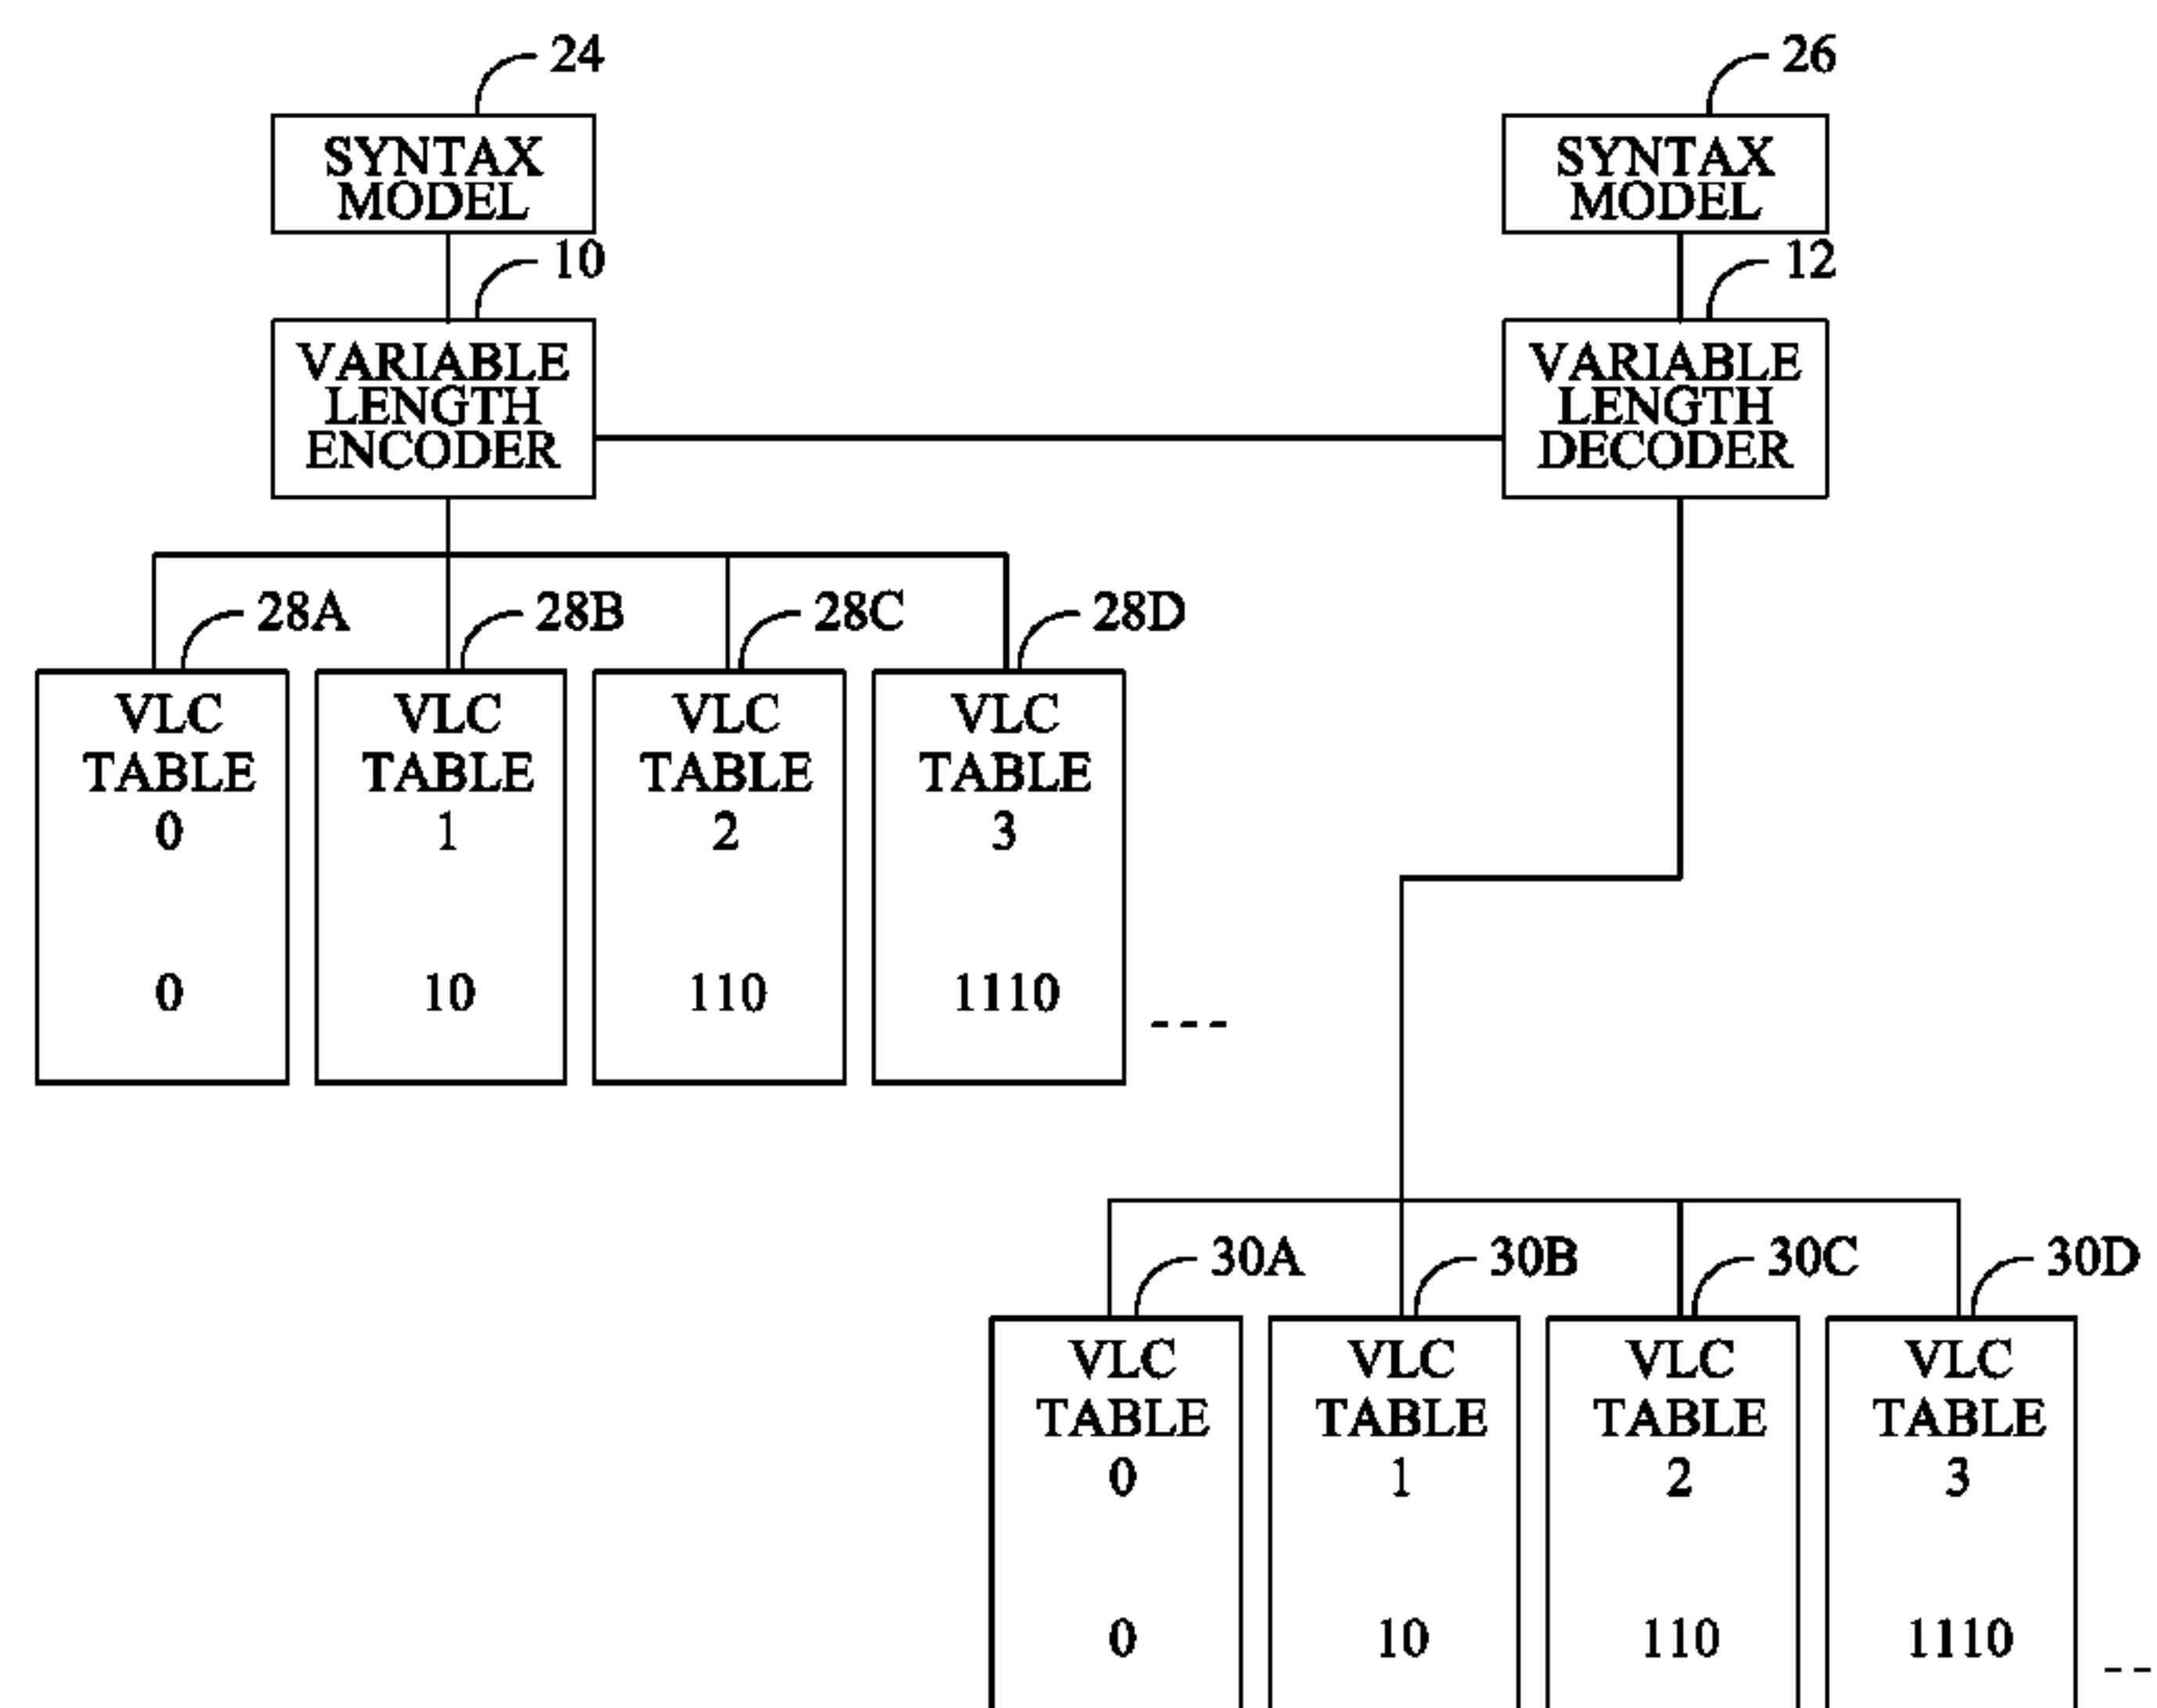 24
26
SYNTAX
MODEL
SYNTAX
MODEL
10
12
VARIABLE
LENGTH
ENCODER
VARIABLE
LENGTH
DECODER
28A
28B
28C
28D
VLC
TABLE
0
0
VLC
TABLE
1
10
VLC
TABLE
2
110
VLC
TABLE
3
1110
---
30A
30B
30C
30D
VLC
TABLE
0
0
VLC
TABLE
1
10
VLC
TABLE
2
110
VLC
TABLE
3
1110
--